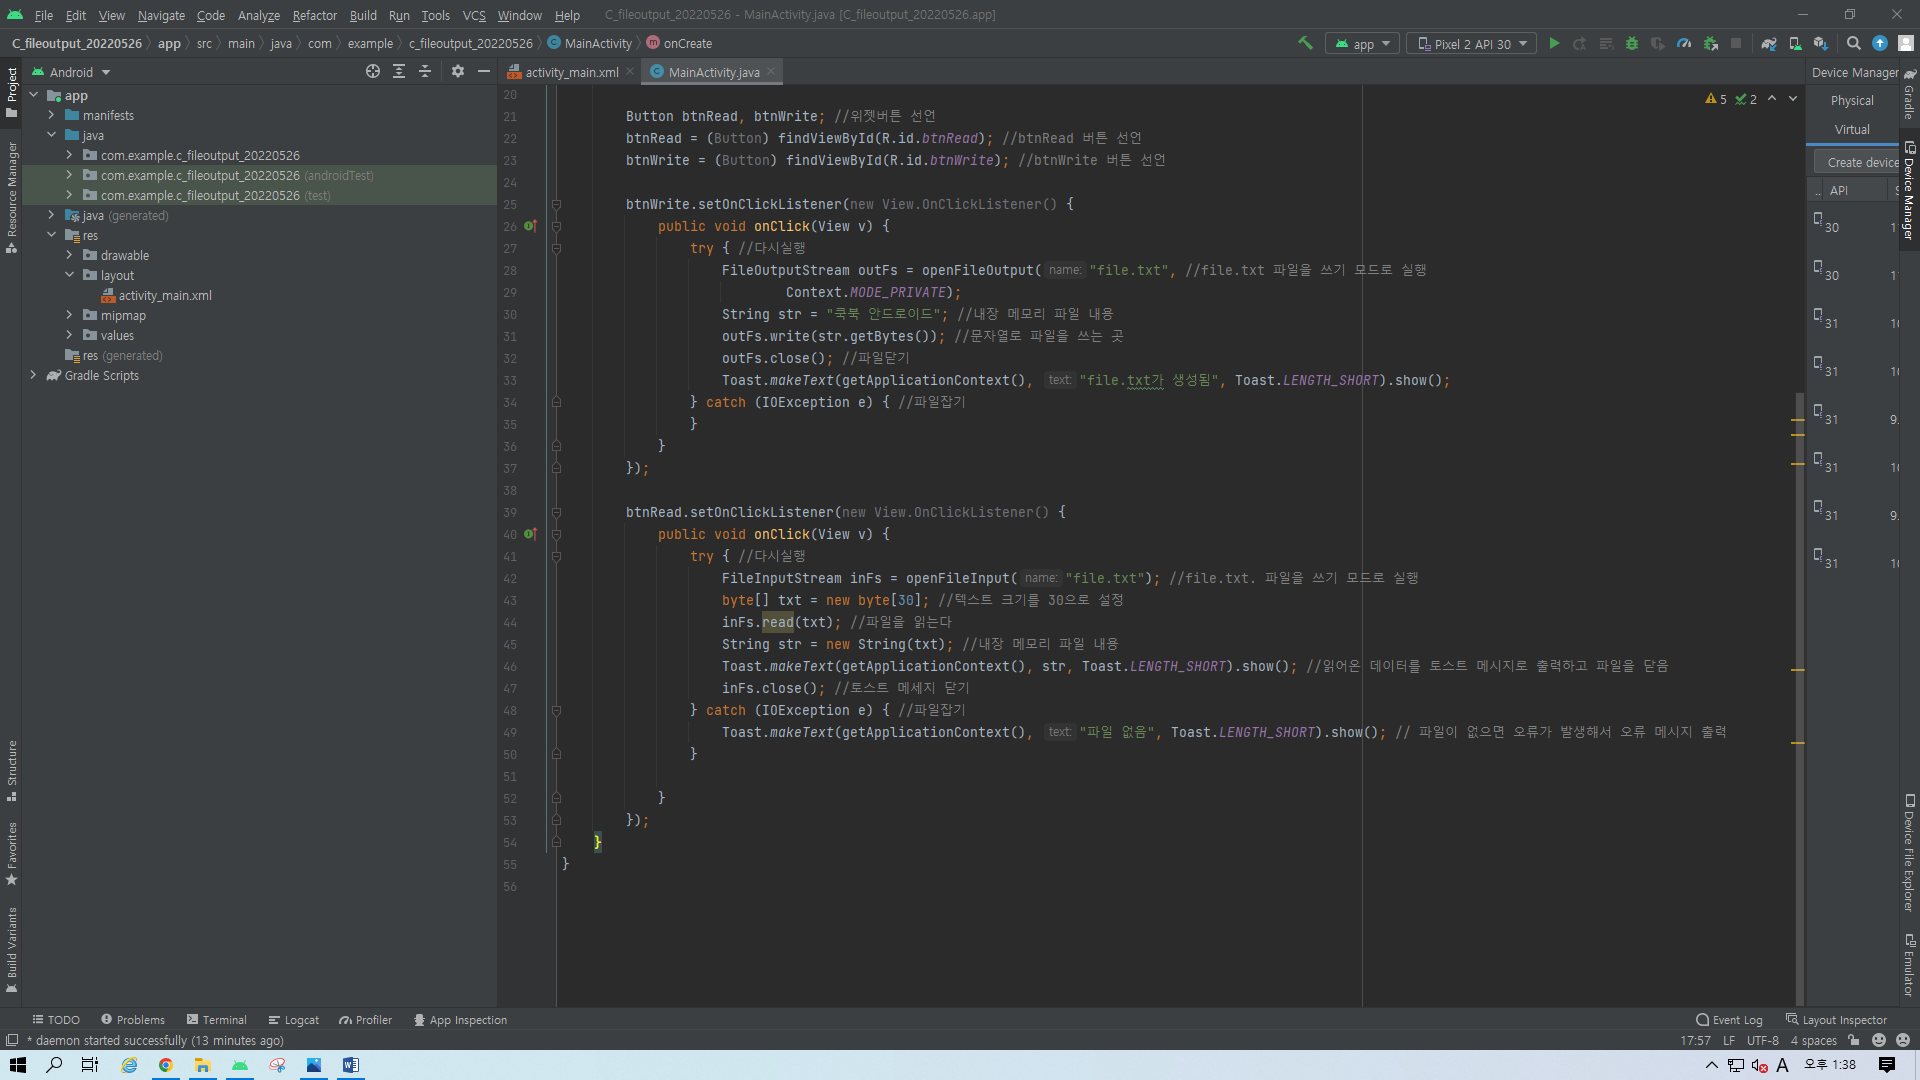 File Edit View Navigate Code Analyze Refactor Build Run Tools VCS Window Help C_fileoutput_20220526 – MainActivity.java [C_fileoutput_20220526.app]
C_fileoutput_20220526 app src main java com example c_fileoutput_20220526 MainActivity onCreate app Pixel 2 API 30
Android
activity_main.xml MainActivity.java
Device Manager
Project
Resource Manager
Structure
Favorites
Build Variants
app
manifests
java
com.example.c_fileoutput_20220526
com.example.c_fileoutput_20220526 (androidTest)
com.example.c_fileoutput_20220526 (test)
java (generated)
res
drawable
layout
activity_main.xml
mipmap
values
res (generated)
Gradle Scripts
5 2
20
21 Button btnRead, btnWrite; //위젯버튼 선언
22 btnRead = (Button) findViewById(R.id.btnRead); //btnRead 버튼 선언
23 btnWrite = (Button) findViewById(R.id.btnWrite); //btnWrite 버튼 선언
24
25 btnWrite.setOnClickListener(new View.OnClickListener() {
26 public void onClick(View v) {
27 try { //다시실행
28 FileOutputStream outFs = openFileOutput( name: "file.txt", //file.txt 파일을 쓰기 모드로 실행
29 Context.MODE_PRIVATE);
30 String str = "쿡북 안드로이드"; //내장 메모리 파일 내용
31 outFs.write(str.getBytes()); //문자열로 파일을 쓰는 곳
32 outFs.close(); //파일닫기
33 Toast.makeText(getApplicationContext(), text: "file.txt가 생성됨", Toast.LENGTH_SHORT).show();
34 } catch (IOException e) { //파일잡기
35 }
36 }
37 });
38
39 btnRead.setOnClickListener(new View.OnClickListener() {
40 public void onClick(View v) {
41 try { //다시실행
42 FileInputStream inFs = openFileInput( name: "file.txt"); //file.txt. 파일을 쓰기 모드로 실행
43 byte[] txt = new byte[30]; //텍스트 크기를 30으로 설정
44 inFs.read(txt); //파일을 읽는다
45 String str = new String(txt); //내장 메모리 파일 내용
46 Toast.makeText(getApplicationContext(), str, Toast.LENGTH_SHORT).show(); //읽어온 데이터를 토스트 메시지로 출력하고 파일을 닫음
47 inFs.close(); //토스트 메세지 닫기
48 } catch (IOException e) { //파일잡기
49 Toast.makeText(getApplicationContext(), text: "파일 없음", Toast.LENGTH_SHORT).show(); // 파일이 없으면 오류가 발생해서 오류 메시지 출력
50 }
51
52 }
53 });
54 }
55 }
56
Physical
Virtual
Create device
.. API
30
30
31
31
31 9.
31
31 9.
31
Gradle
Device Manager
Device File Explorer
Emulator
TODO Problems Terminal Logcat Profiler App Inspection Event Log Layout Inspector
* daemon started successfully (13 minutes ago) 17:57 LF UTF-8 4 spaces
A 오후 1:38